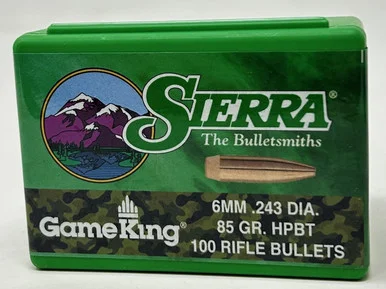 SIERRA®
The Bulletsmiths
GameKing®
6MM .243 DIA.
85 GR. HPBT
100 RIFLE BULLETS